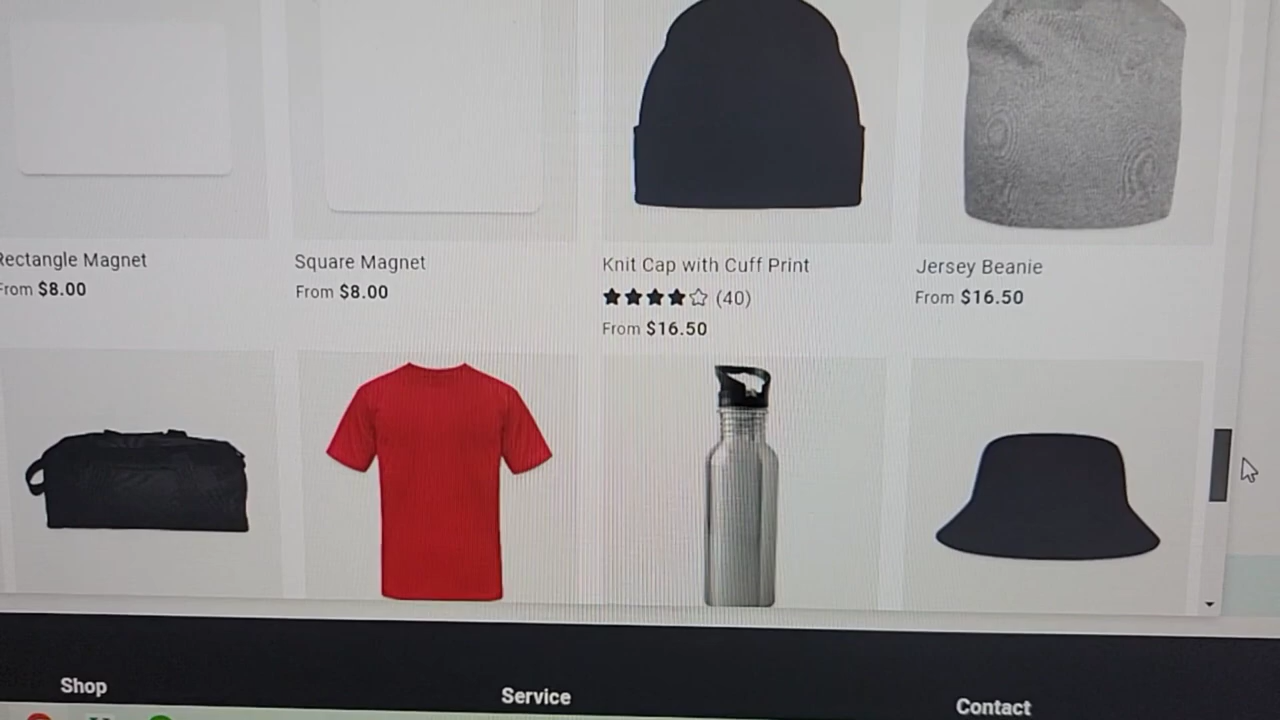 Rectangle Magnet
From $8.00
Square Magnet
From $8.00
Knit Cap with Cuff Print
(40)
From $16.50
Jersey Beanie
From $16.50
Shop
Service
Contact